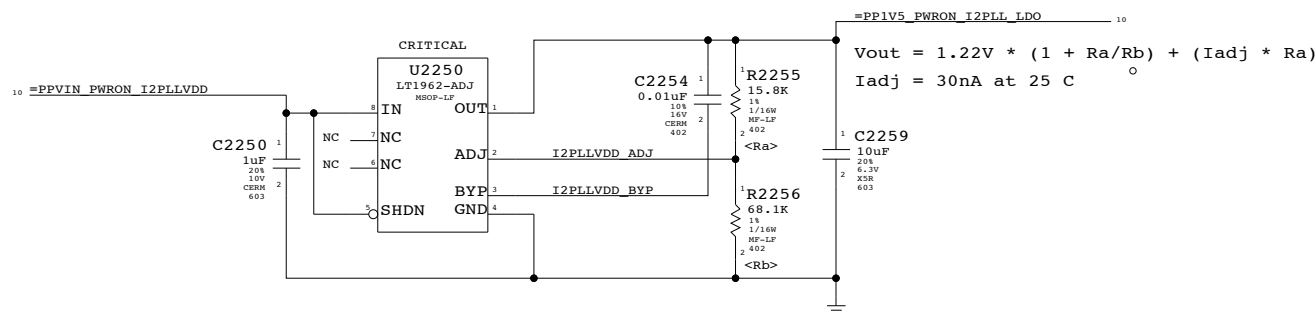 =PP1V5_PWRON_I2PLL_LDO 10
Vout = 1.22V * (1 + Ra/Rb) + (Iadj * Ra)
Iadj = 30nA at 25 C
CRITICAL
U2250
LT1962-ADJ
MSOP-LF
10 =PPVIN_PWRON_I2PLLVDD
8 IN
OUT 1
NC 7 NC
NC 6 NC
ADJ 2 I2PLLVDD_ADJ
BYP 3 I2PLLVDD_BYP
5 SHDN
GND 4
C2250 1
1uF
20%
10V
CERM
603
2
C2254 1
0.01uF
10%
16V
CERM
402
2
1 R2255
15.8K
1%
1/16W
MF-LF
2 402
<Ra>
1 R2256
68.1K
1%
1/16W
MF-LF
2 402
<Rb>
1 C2259
10uF
20%
6.3V
X5R
603
2